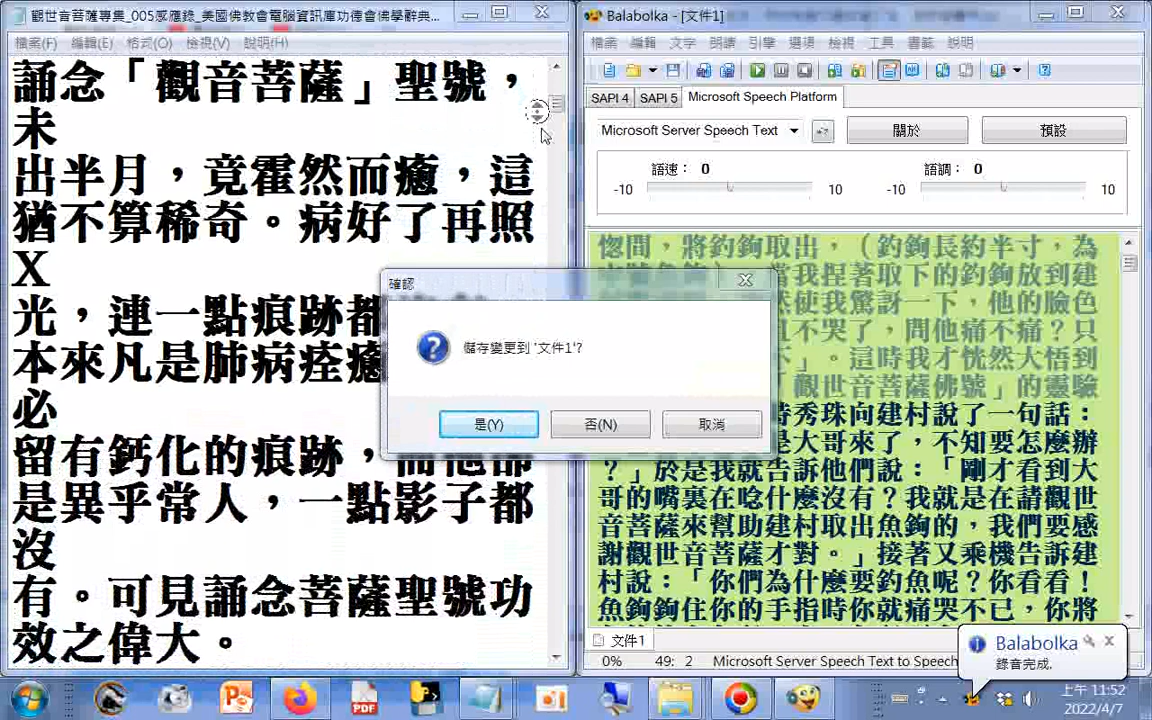 觀世音菩薩專集_005感應錄_美國佛教會電腦資訊庫功德會佛學辭典...
檔案(F) 編輯(E) 格式(O) 檢視(V) 說明(H)
誦念「觀音菩薩」聖號，
未
出半月，竟霍然而癒，這
猶不算稀奇。病好了再照
X
光，連一點痕跡都
本來凡是肺病痊癒
必
留有鈣化的痕跡，而他卻
是異乎常人，一點影子都
沒
有。可見誦念菩薩聖號功
效之偉大。
Balabolka - [文件1]
檔案 編輯 文字 朗讀 引擎 選項 檢視 工具 書籤 說明
SAPI 4 SAPI 5 Microsoft Speech Platform
Microsoft Server Speech Text 關於 預設
語速： 0 語調： 0
-10 10 -10 10
惚間，將釣鉤取出，（釣鉤長約半寸，為
當我捏著取下的釣鉤放到建
然使我驚訝一下，他的臉色
且不哭了，問他痛不痛？只
」。這時我才恍然大悟到
「觀世音菩薩佛號」的靈驗
時秀珠向建村說了一句話：
是大哥來了，不知要怎麼辦
？」於是我就告訴他們說：「剛才看到大
哥的嘴裏在唸什麼沒有？我就是在請觀世
音菩薩來幫助建村取出魚鉤的，我們要感
謝觀世音菩薩才對。」接著又乘機告訴建
村說：「你們為什麼要釣魚呢？你看看！
魚鉤鉤住你的手指時你就痛哭不已，你將
文件1
0% 49: 2 Microsoft Server Speech Text to Speech
確認
儲存變更到 '文件1'?
是(Y) 否(N) 取消
Balabolka
錄音完成.
上午 11:52
2022/4/7